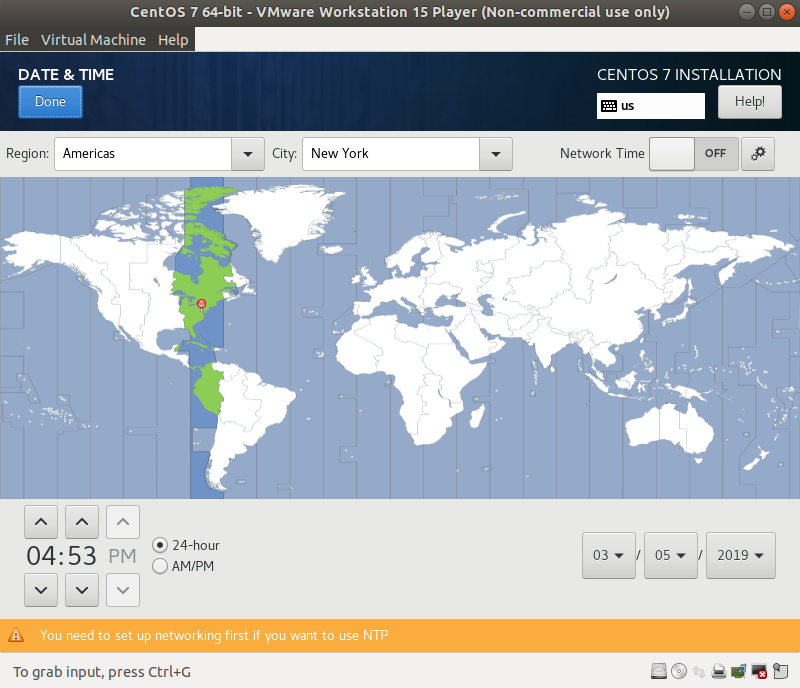 CentOS 7 64-bit - VMware Workstation 15 Player (Non-commercial use only)
File Virtual Machine Help
DATE & TIME
CENTOS 7 INSTALLATION
Done
us
Help!
Region: Americas City: New York Network Time OFF
04:53 PM
24-hour
AM/PM
03 / 05 / 2019
You need to set up networking first if you want to use NTP
To grab input, press Ctrl+G